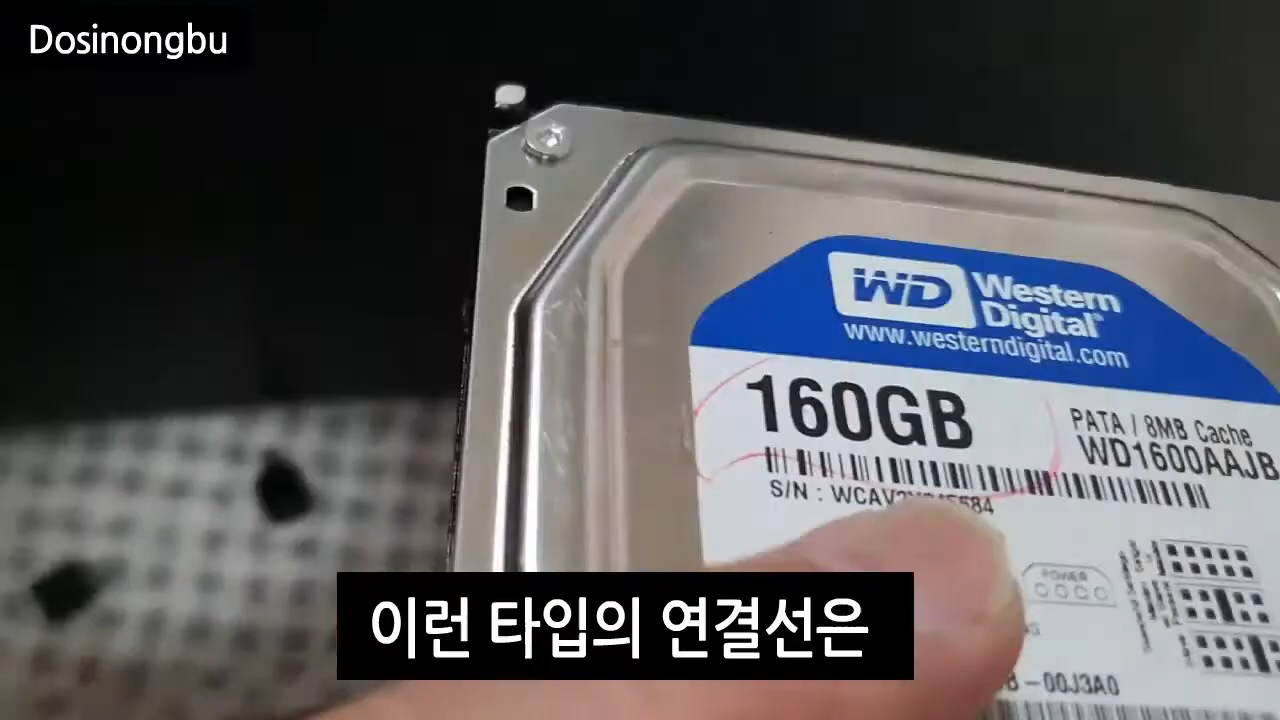 Dosinongbu
WD Western
Digital®
www.westerndigital.com
160GB
PATA / 8MB Cache
WD1600AAJB
S/N : 
POWER
-00J3A0
이런 타입의 연결선은